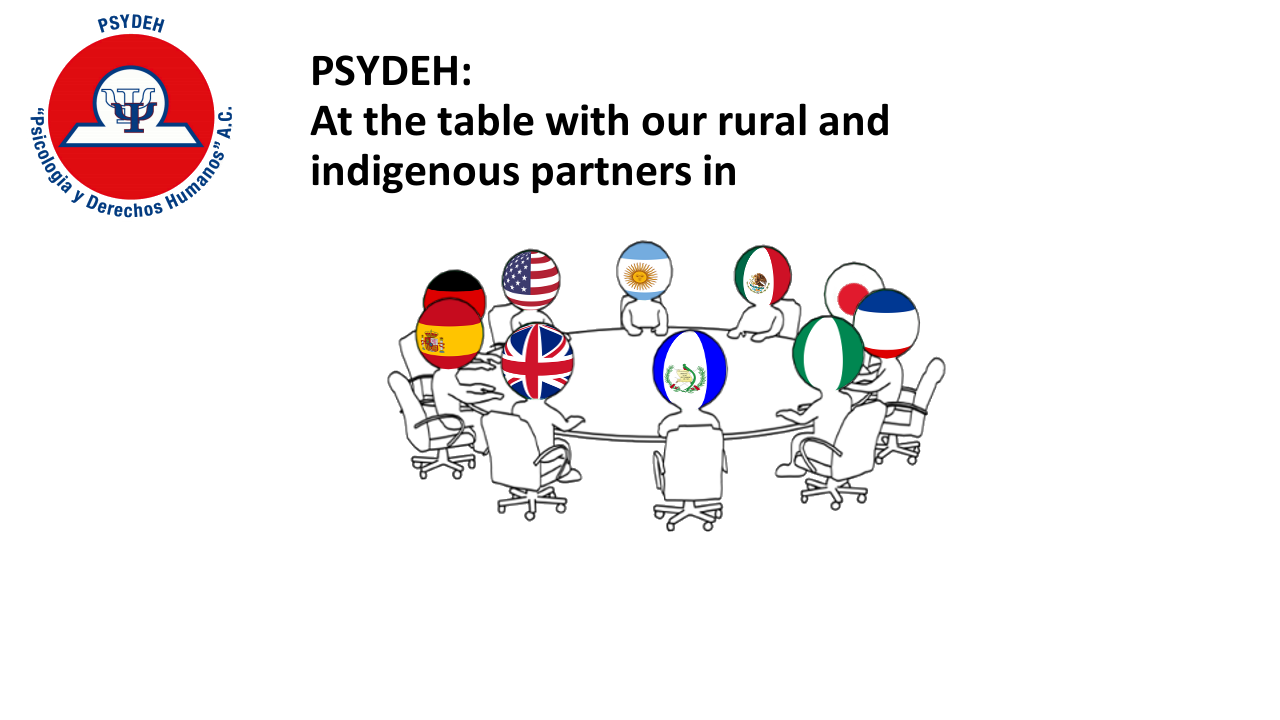 PSYDEH
“Psicología y Derechos Humanos” A.C.
PSYDEH:
At the table with our rural and
indigenous partners in